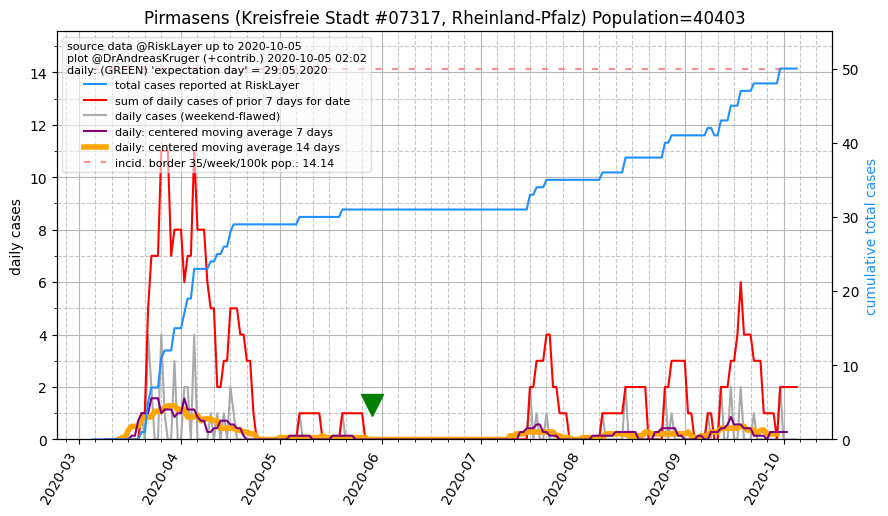 Pirmasens (Kreisfreie Stadt #07317, Rheinland-Pfalz) Population=40403
source data @RiskLayer up to 2020-10-05
plot @DrAndreasKruger (+contrib.) 2020-10-05 02:02
daily: (GREEN) 'expectation day' = 29.05.2020
total cases reported at RiskLayer
sum of daily cases of prior 7 days for date
daily cases (weekend-flawed)
daily: centered moving average 7 days
daily: centered moving average 14 days
incid. border 35/week/100k pop.: 14.14
daily cases
14
12
10
8
6
4
2
0
50
40
30
20
10
0
cumulative total cases
2020-03
2020-04
2020-05
2020-06
2020-07
2020-08
2020-09
2020-10